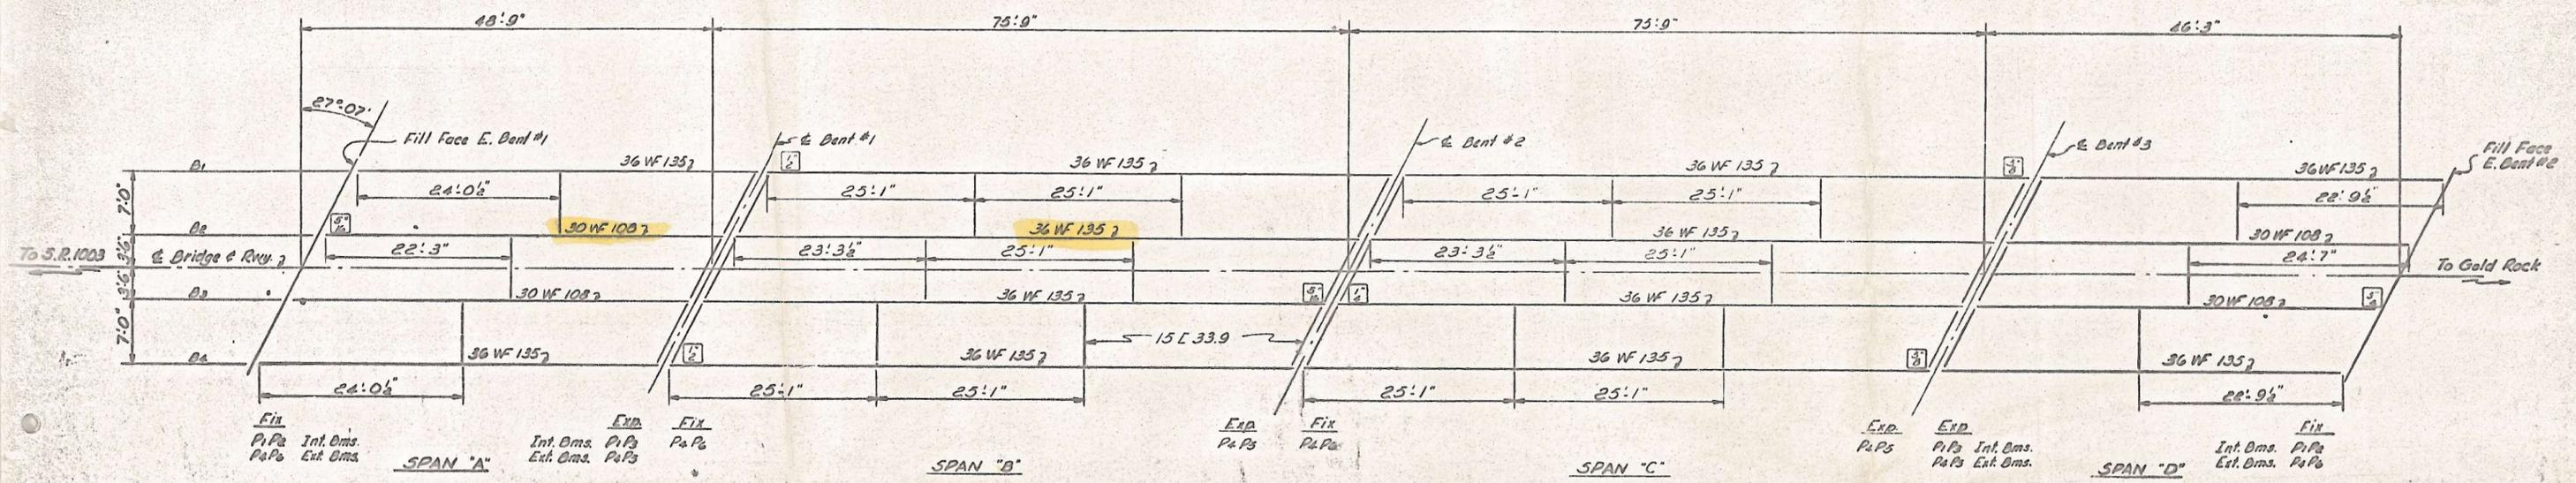 48'-9" 75'-9" 75'-9" 46'-3"
27°-07'
Fill Face E. Bent #1
℄ Bent #1
℄ Bent #2
℄ Bent #3
Fill Face
E. Bent #2
B1 36 WF 135 36 WF 135 36 WF 135 36 WF 135
7'-0" 24'-0½" 25'-1" 25'-1" 25'-1" 25'-1" 22'-9½"
B2 30 WF 108 36 WF 135 36 WF 135 30 WF 108
3'-6" 22'-3" 23'-3½" 25'-1" 23'-3½" 25'-1" 24'-7"
To S.R. 1003 ℄ Bridge & Rwy. To Gold Rock
3'-6"
B3 30 WF 108 36 WF 135 36 WF 135 30 WF 108
7'-0" 15 [ 33.9
B4 36 WF 135 36 WF 135 36 WF 135 36 WF 135
24'-0½" 25'-1" 25'-1" 25'-1" 25'-1" 22'-9½"
Fix Exp. Fix Exp. Fix Exp. Exp. Fix
P1P2 Int. Bms. Int. Bms. P1P3 P4P6 P4P5 P4P6 P4P5 P1P3 Int. Bms. Int. Bms. P1P2
P4P6 Ext. Bms. Ext. Bms. P4P5 P4P5 Ext. Bms. Ext. Bms. P4P6
SPAN "A" SPAN "B" SPAN "C" SPAN "D"